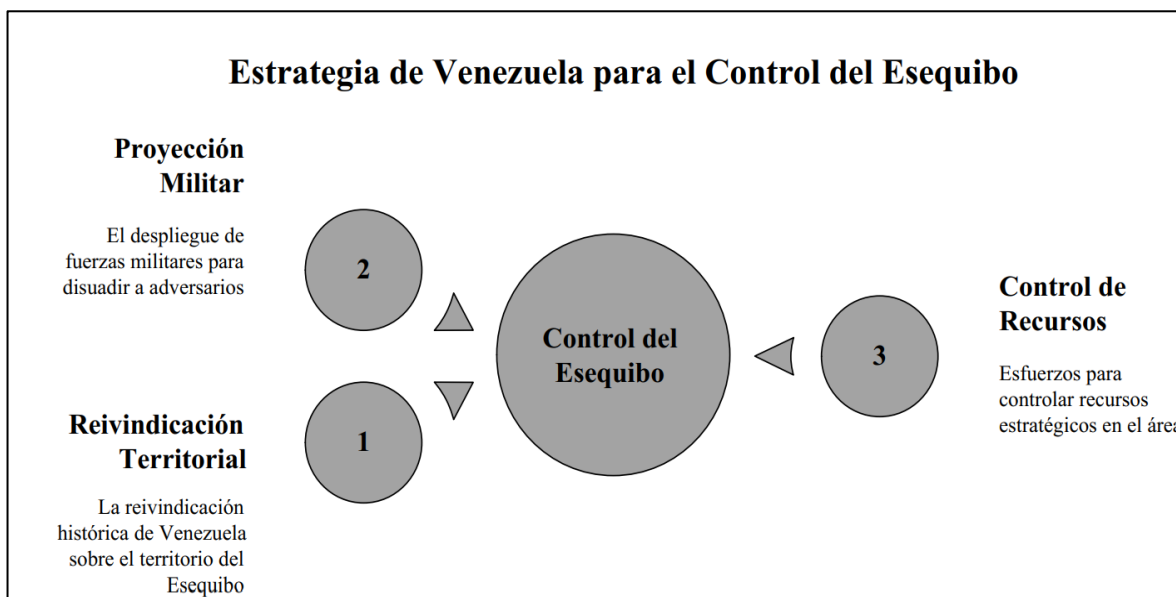 Estrategia de Venezuela para el Control del Esequibo
Proyección
Militar
El despliegue de
fuerzas militares para
disuadir a adversarios
2
Control del
Esequibo
3
Control de
Recursos
Esfuerzos para
controlar recursos
estratégicos en el área
Reivindicación
Territorial
1
La reivindicación
histórica de Venezuela
sobre el territorio del
Esequibo